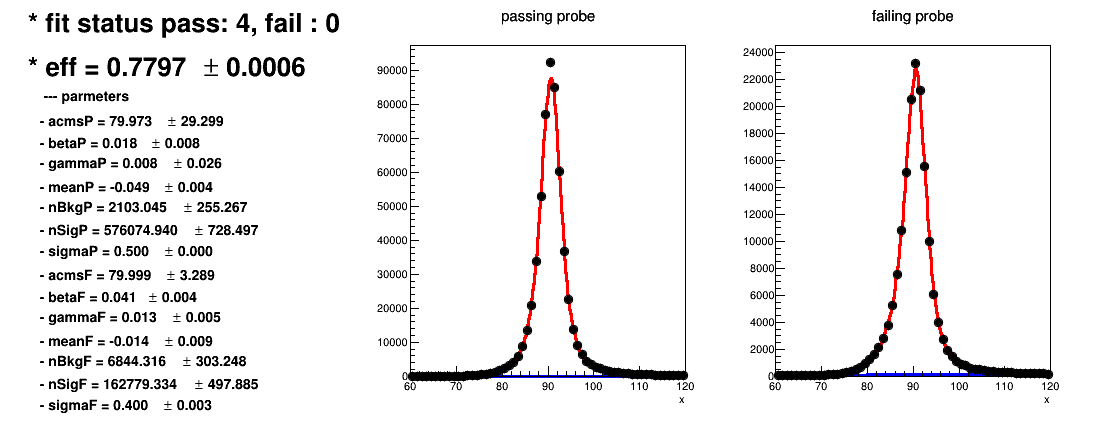 * fit status pass: 4, fail : 0
* eff = 0.7797 ± 0.0006
--- parmeters
- acmsP = 79.973 ± 29.299
- betaP = 0.018 ± 0.008
- gammaP = 0.008 ± 0.026
- meanP = -0.049 ± 0.004
- nBkgP = 2103.045 ± 255.267
- nSigP = 576074.940 ± 728.497
- sigmaP = 0.500 ± 0.000
- acmsF = 79.999 ± 3.289
- betaF = 0.041 ± 0.004
- gammaF = 0.013 ± 0.005
- meanF = -0.014 ± 0.009
- nBkgF = 6844.316 ± 303.248
- nSigF = 162779.334 ± 497.885
- sigmaF = 0.400 ± 0.003
passing probe
90000
80000
70000
60000
50000
40000
30000
20000
10000
0
60 70 80 90 100 110 120
x
failing probe
24000
22000
20000
18000
16000
14000
12000
10000
8000
6000
4000
2000
0
60 70 80 90 100 110 120
x